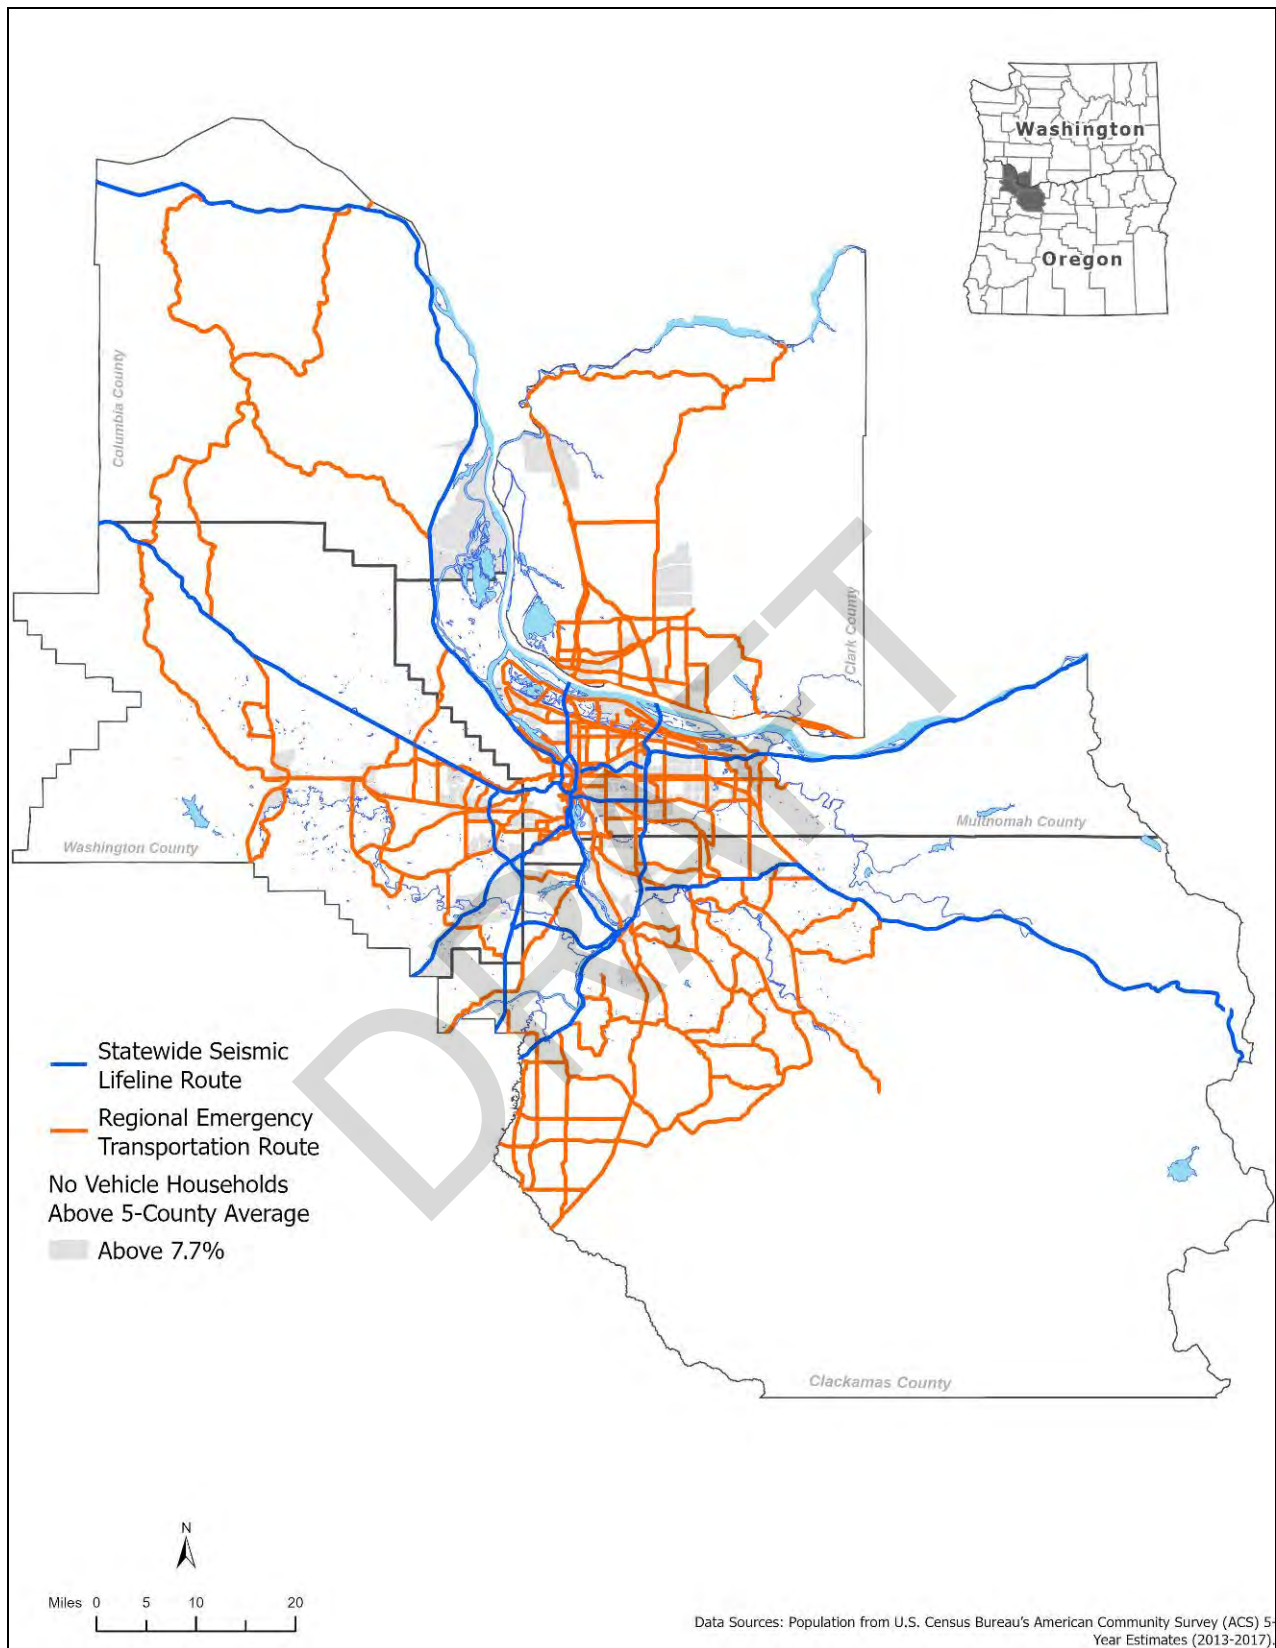 Washington
Oregon
Columbia County
Clark County
Multnomah County
Washington County
DRAFT
Statewide Seismic
Lifeline Route
Regional Emergency
Transportation Route
No Vehicle Households
Above 5-County Average
Above 7.7%
Clackamas County
N
Miles 0 5 10 20
Data Sources: Population from U.S. Census Bureau's American Community Survey (ACS) 5-
Year Estimates (2013-2017)